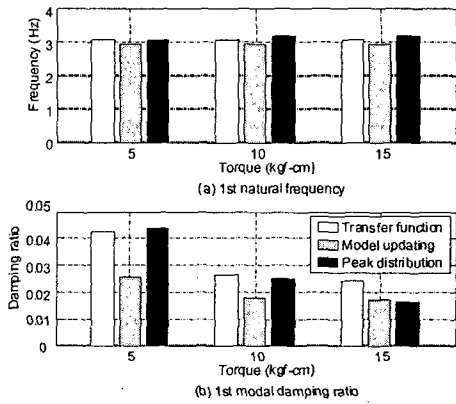 Frequency (Hz)
4
3
2
1
0
5 10 15
Torque (kgf-cm)
(a) 1st natural frequency
Damping ratio
0.05
0.04
0.03
0.02
0.01
0
Transfer function
Model updating
Peak distribution
5 10 15
Torque (kgf-cm)
(b) 1st modal damping ratio